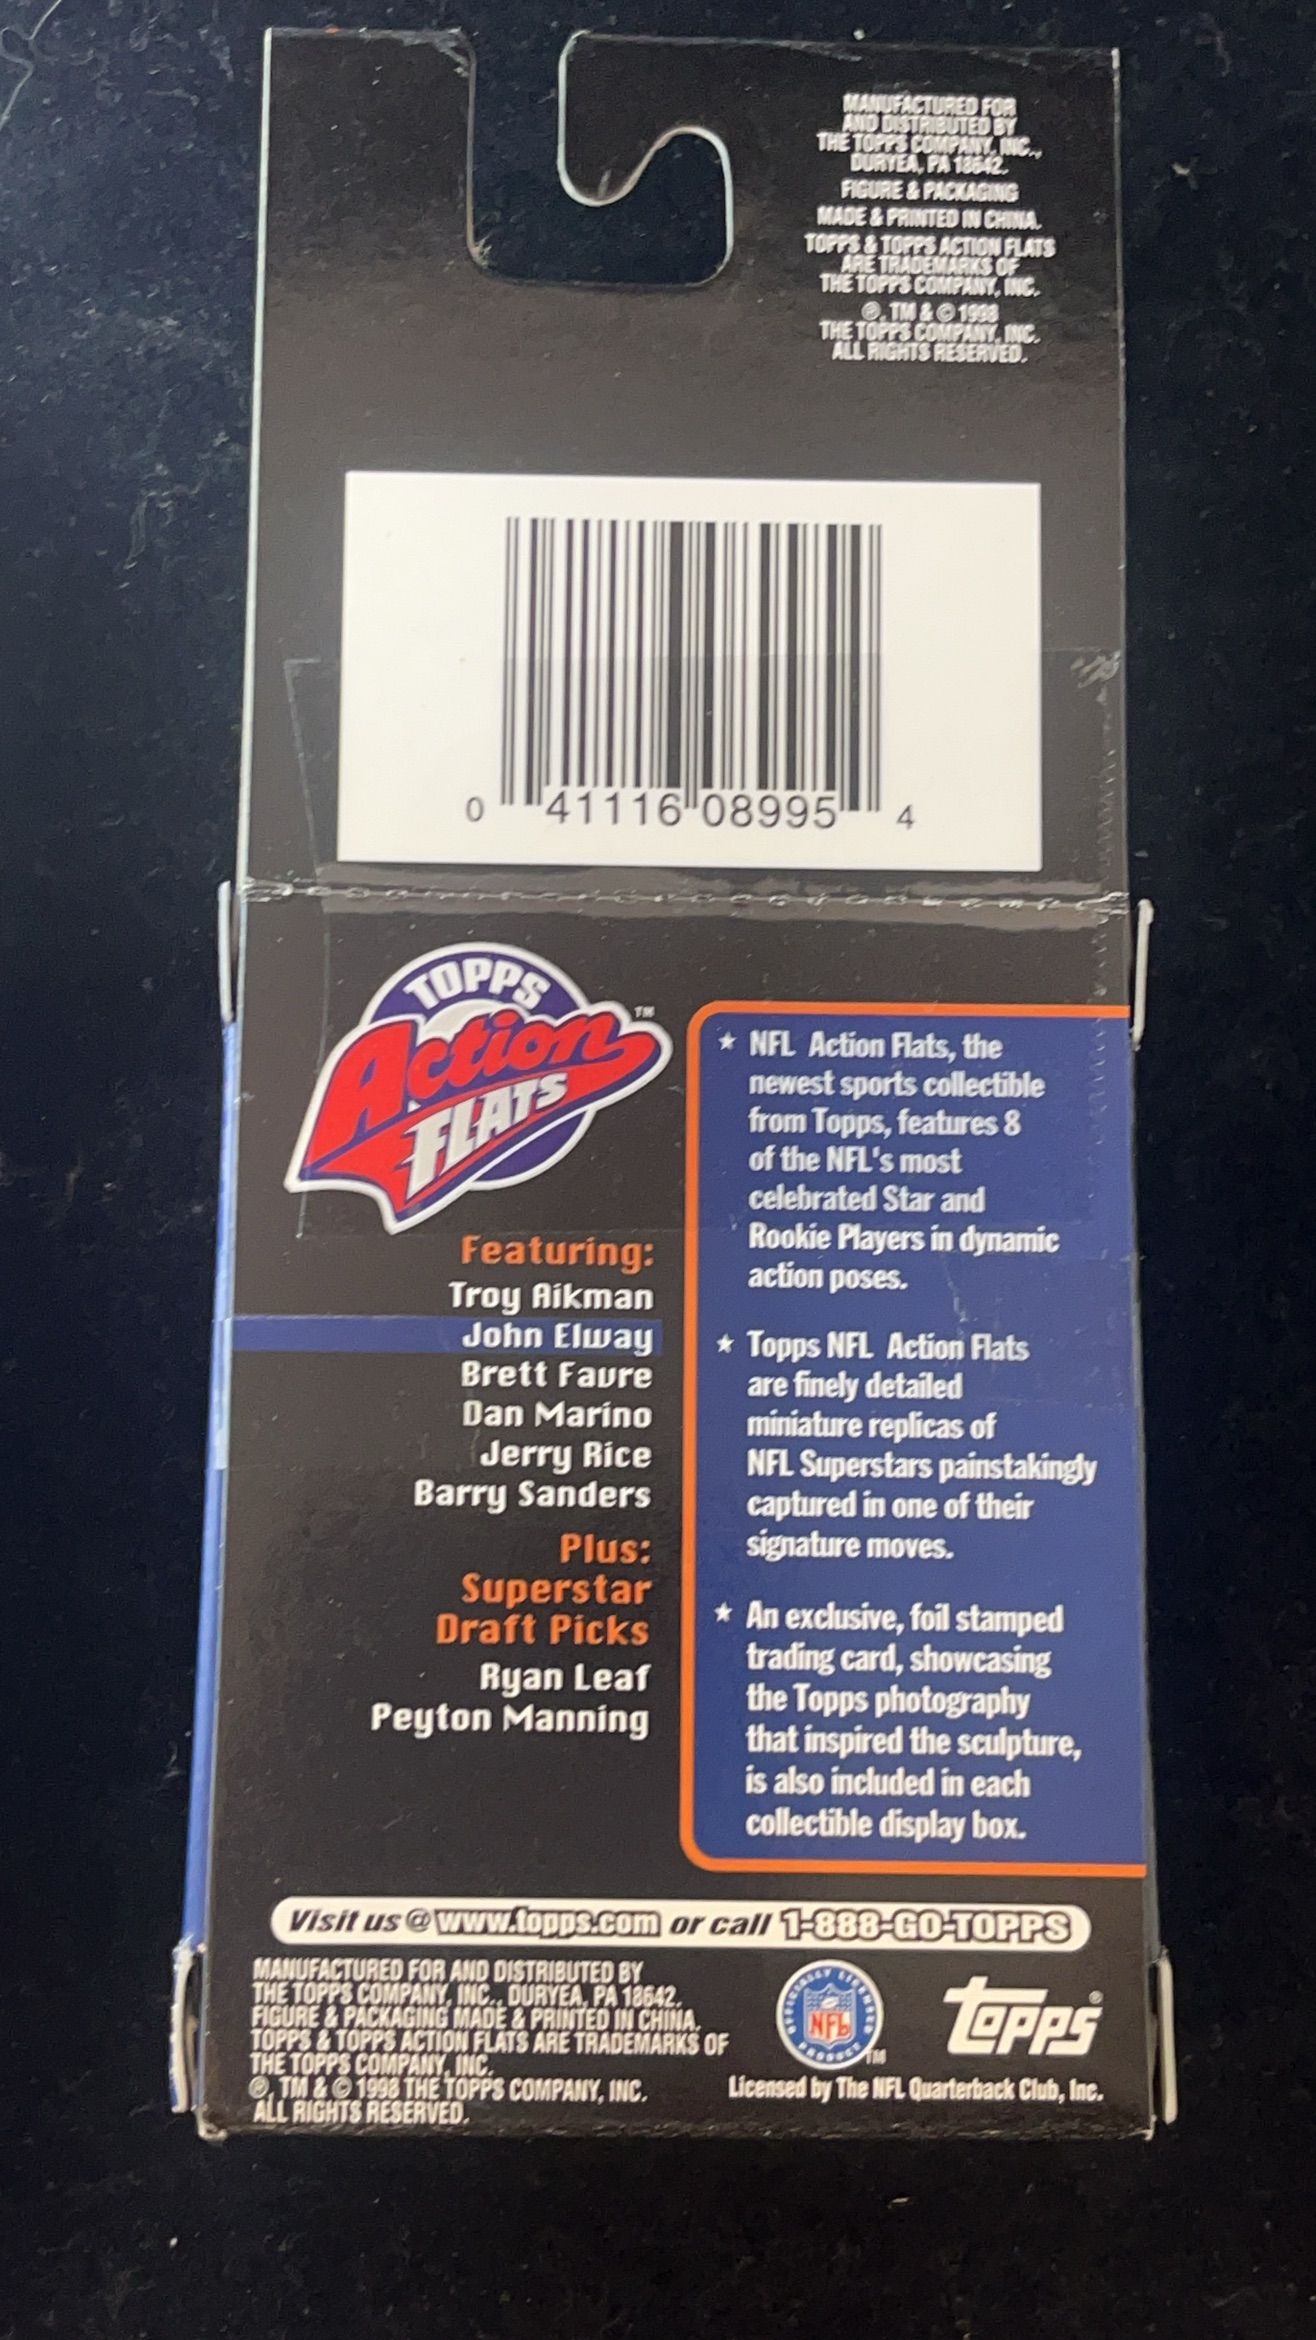 MANUFACTURED FOR
AND DISTRIBUTED BY
THE TOPPS COMPANY, INC.,
DURYEA, PA 18642.
FIGURE & PACKAGING
MADE & PRINTED IN CHINA.
TOPPS & TOPPS ACTION FLATS
ARE TRADEMARKS OF
THE TOPPS COMPANY, INC.
®, TM & © 1998
THE TOPPS COMPANY, INC.
ALL RIGHTS RESERVED.
0 41116 08995 4
TOPPS
Action
FLATS
TM
Featuring:
Troy Aikman
John Elway
Brett Favre
Dan Marino
Jerry Rice
Barry Sanders
Plus:
Superstar
Draft Picks
Ryan Leaf
Peyton Manning
★ NFL Action Flats, the
newest sports collectible
from Topps, features 8
of the NFL's most
celebrated Star and
Rookie Players in dynamic
action poses.
★ Topps NFL Action Flats
are finely detailed
miniature replicas of
NFL Superstars painstakingly
captured in one of their
signature moves.
★ An exclusive, foil stamped
trading card, showcasing
the Topps photography
that inspired the sculpture,
is also included in each
collectible display box.
Visit us @ www.topps.com or call 1-888-GO-TOPPS
MANUFACTURED FOR AND DISTRIBUTED BY
THE TOPPS COMPANY, INC., DURYEA, PA 18642.
FIGURE & PACKAGING MADE & PRINTED IN CHINA.
TOPPS & TOPPS ACTION FLATS ARE TRADEMARKS OF
THE TOPPS COMPANY, INC.
®, TM & © 1998 THE TOPPS COMPANY, INC.
ALL RIGHTS RESERVED.
OFFICIALLY LICENSED
NFL
PRODUCT
TM
topps®
Licensed by The NFL Quarterback Club, Inc.